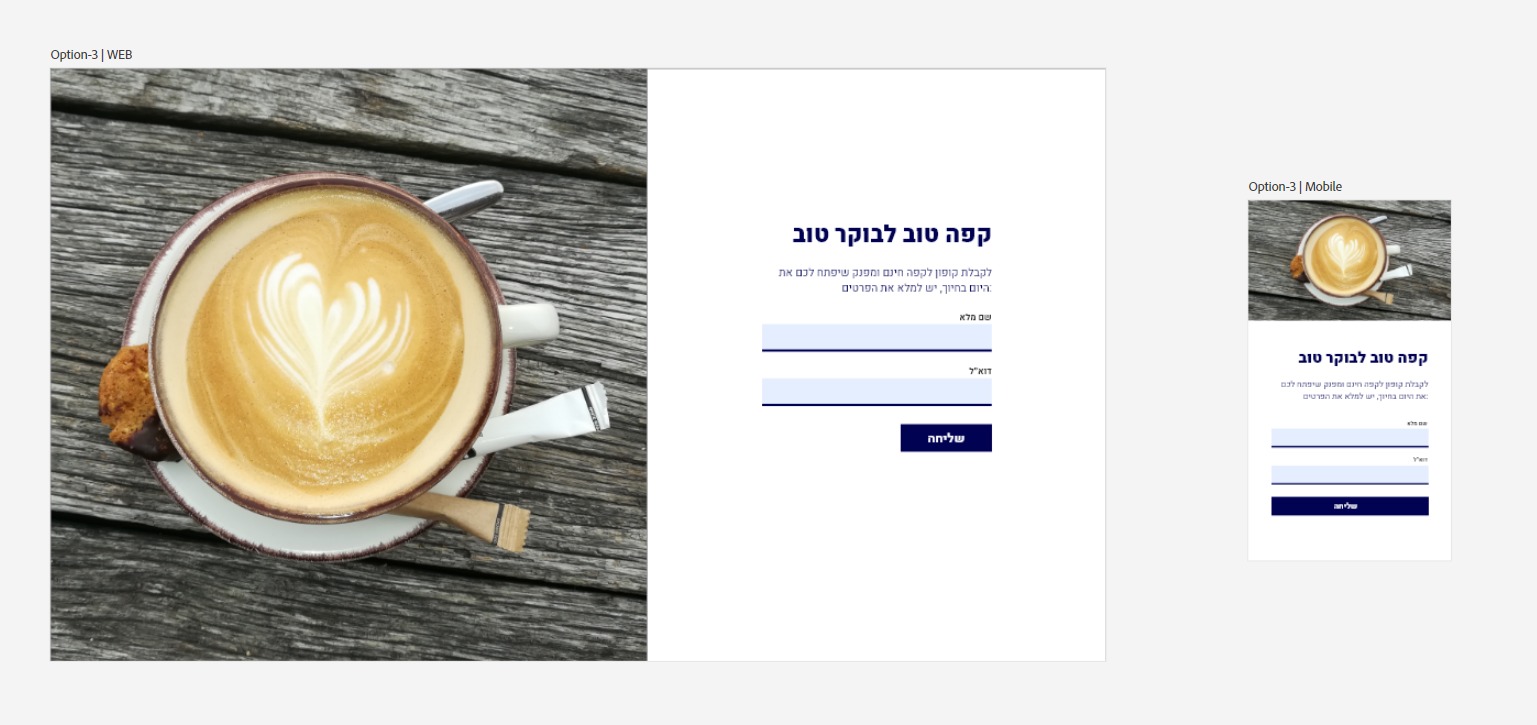 Option-3 | WEB
קפה טוב לבוקר טוב
לקבלת קופון לקפה חינם ומפנק שיפתח לכם את
היום בחיוך, יש למלא את הפרטים:
שם מלא
דוא"ל
שליחה
Option-3 | Mobile
קפה טוב לבוקר טוב
לקבלת קופון לקפה חינם ומפנק שיפתח לכם
את היום בחיוך, יש למלא את הפרטים:
שם מלא
דוא"ל
שליחה